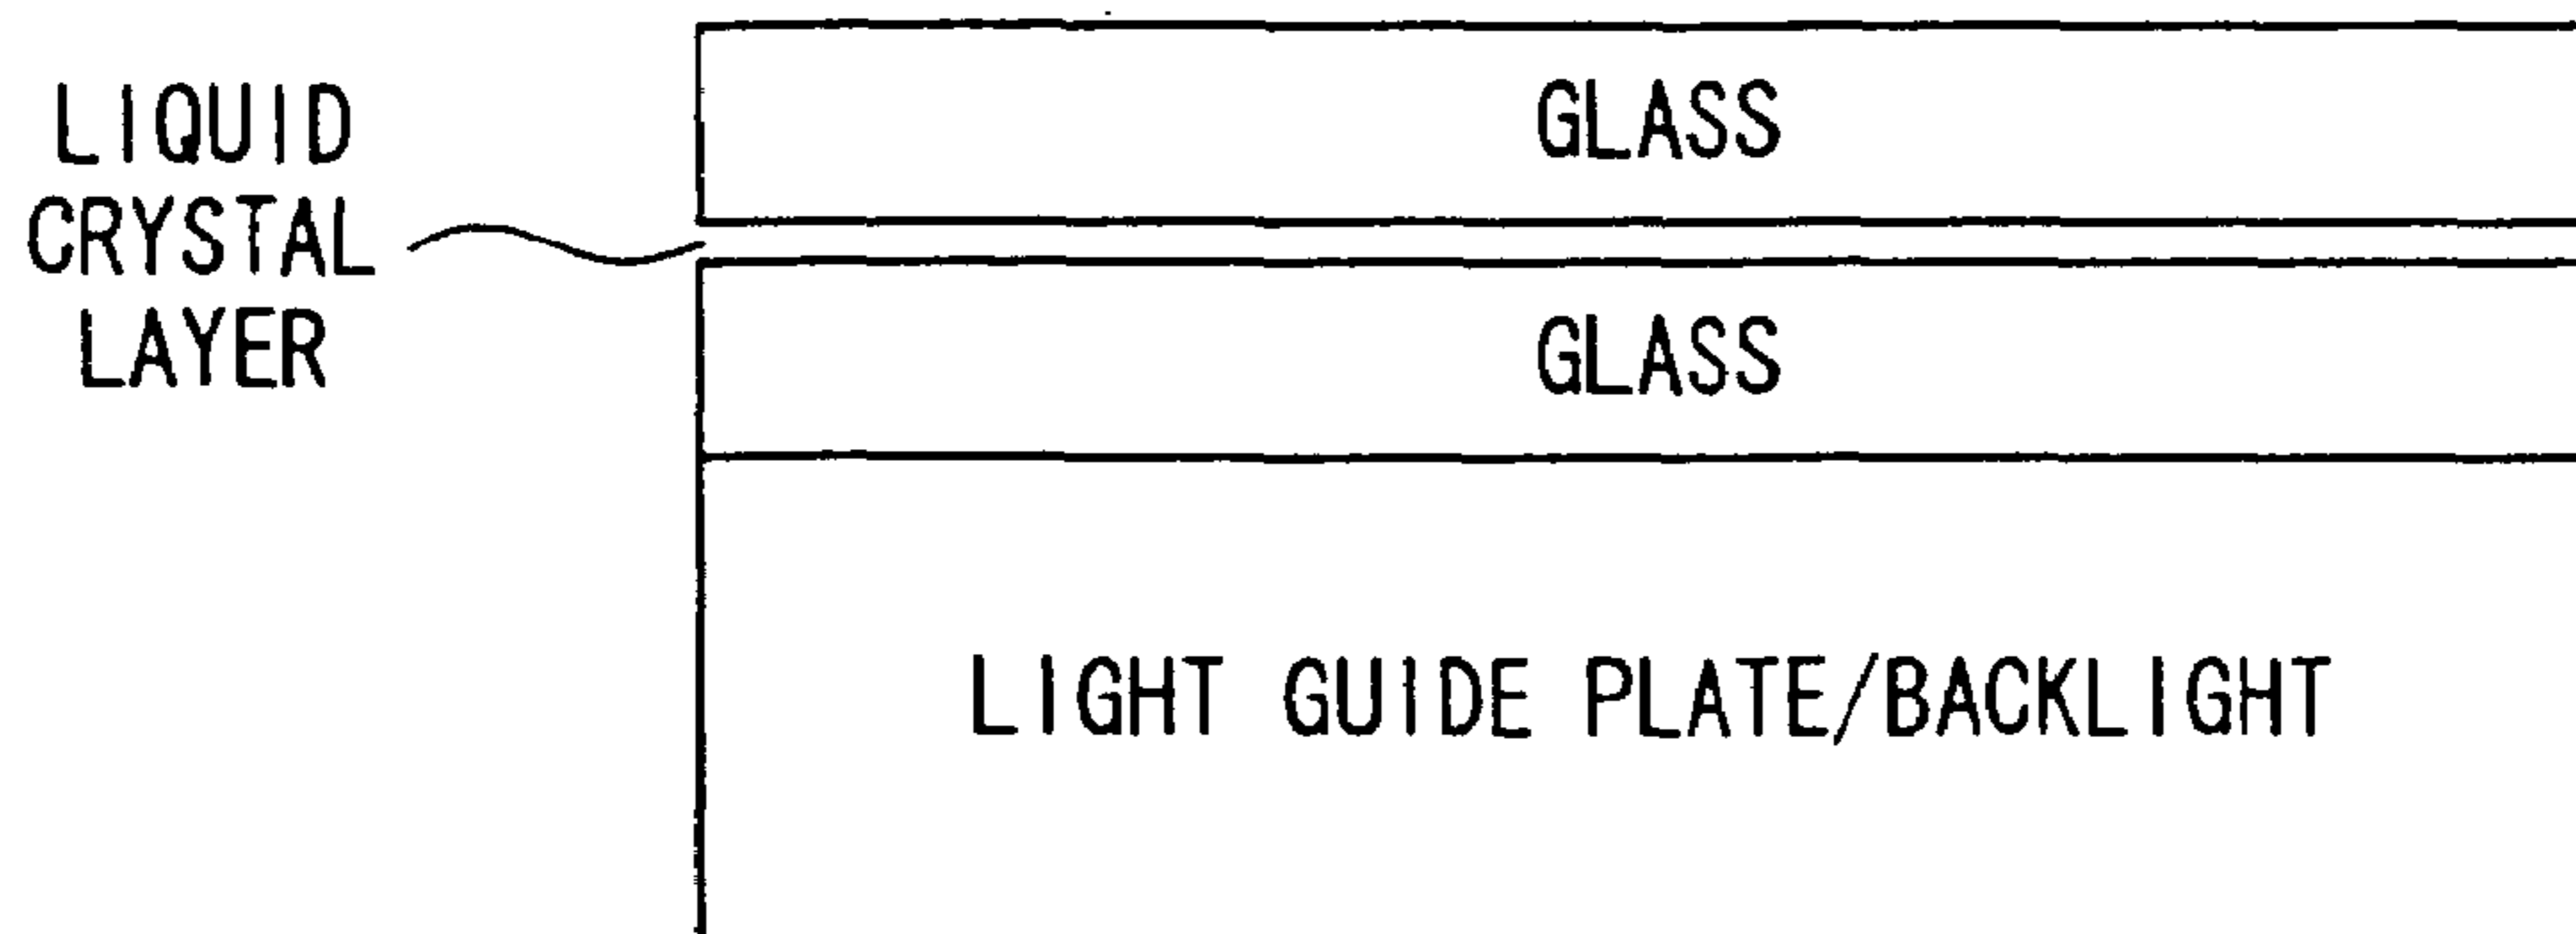 LIQUID
CRYSTAL
LAYER
GLASS
GLASS
LIGHT GUIDE PLATE/BACKLIGHT